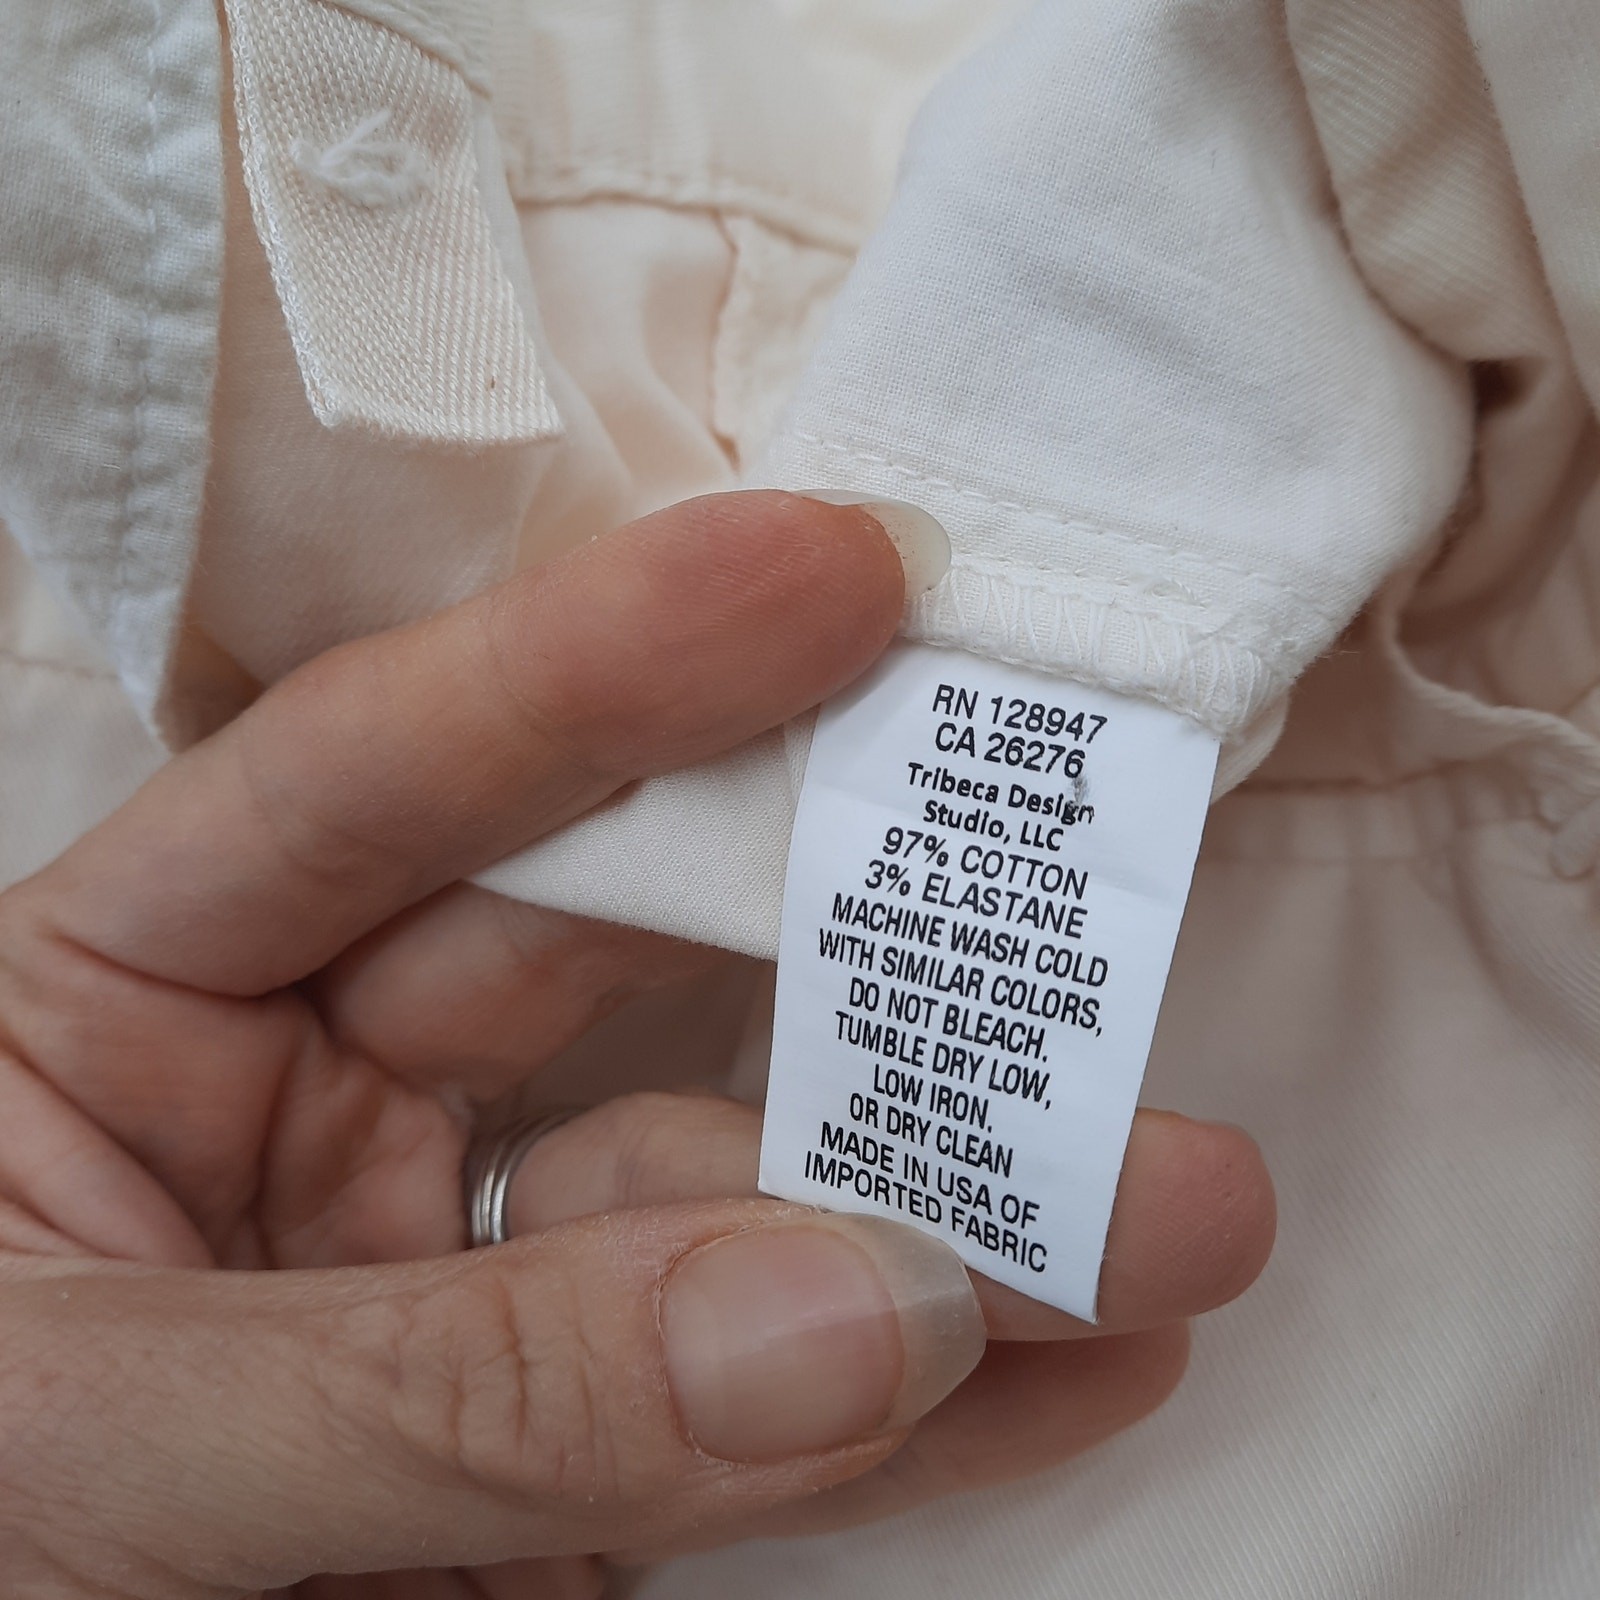 RN 128947
CA 26276
Tribeca Design
Studio, LLC
97% COTTON
3% ELASTANE
MACHINE WASH COLD
WITH SIMILAR COLORS,
DO NOT BLEACH.
TUMBLE DRY LOW,
LOW IRON.
OR DRY CLEAN
MADE IN USA OF
IMPORTED FABRIC